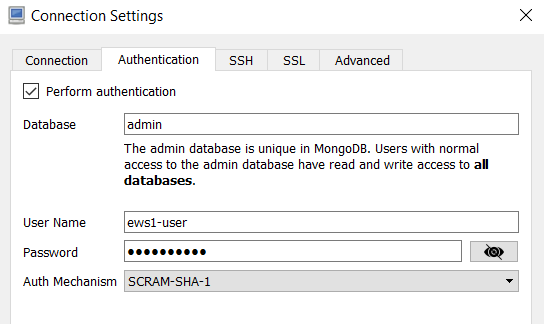 Connection Settings
Connection Authentication SSH SSL Advanced
Perform authentication
Database admin
The admin database is unique in MongoDB. Users with normal
access to the admin database have read and write access to all
databases.
User Name ews1-user
Password ●●●●●●●●●●
Auth Mechanism SCRAM-SHA-1